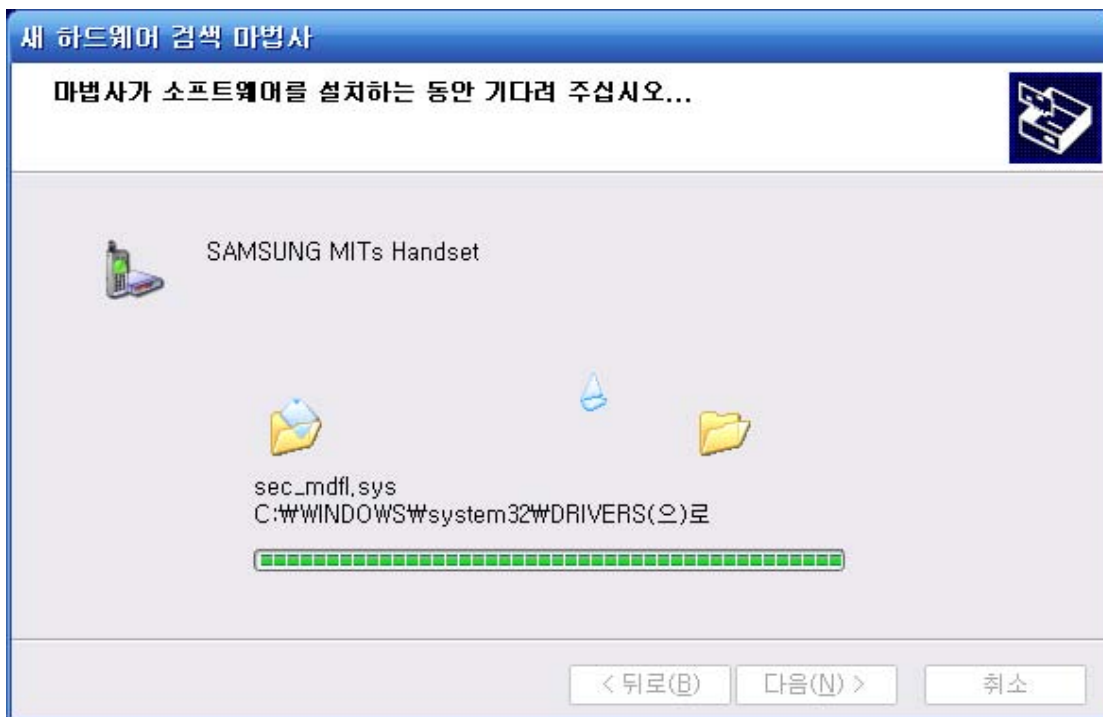 새 하드웨어 검색 마법사
마법사가 소프트웨어를 설치하는 동안 기다려 주십시오...
SAMSUNG MITs Handset
sec_mdfl.sys
C:₩WINDOWS₩system32₩DRIVERS(으)로
< 뒤로(B)
다음(N) >
취소